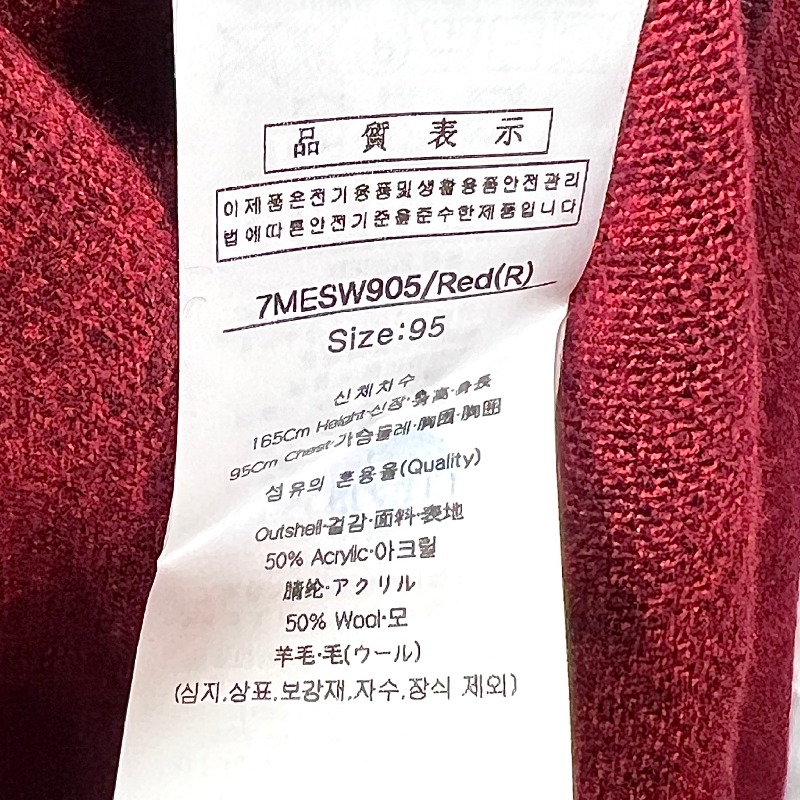 品質表示
이제품은전기용품및생활용품안전관리
법에따른안전기준을준수한제품입니다
7MESW905/Red(R)
Size:95
신체치수
165Cm Height·신장·身高·身長
95Cm Chest·가슴둘레·胸围·胸囲
섬유의 혼용율(Quality)
Outshell·겉감·面料·表地
50% Acrylic·아크릴
腈纶·アクリル
50% Wool·모
羊毛·毛(ウール)
(심지,상표,보강재,자수,장식 제외)